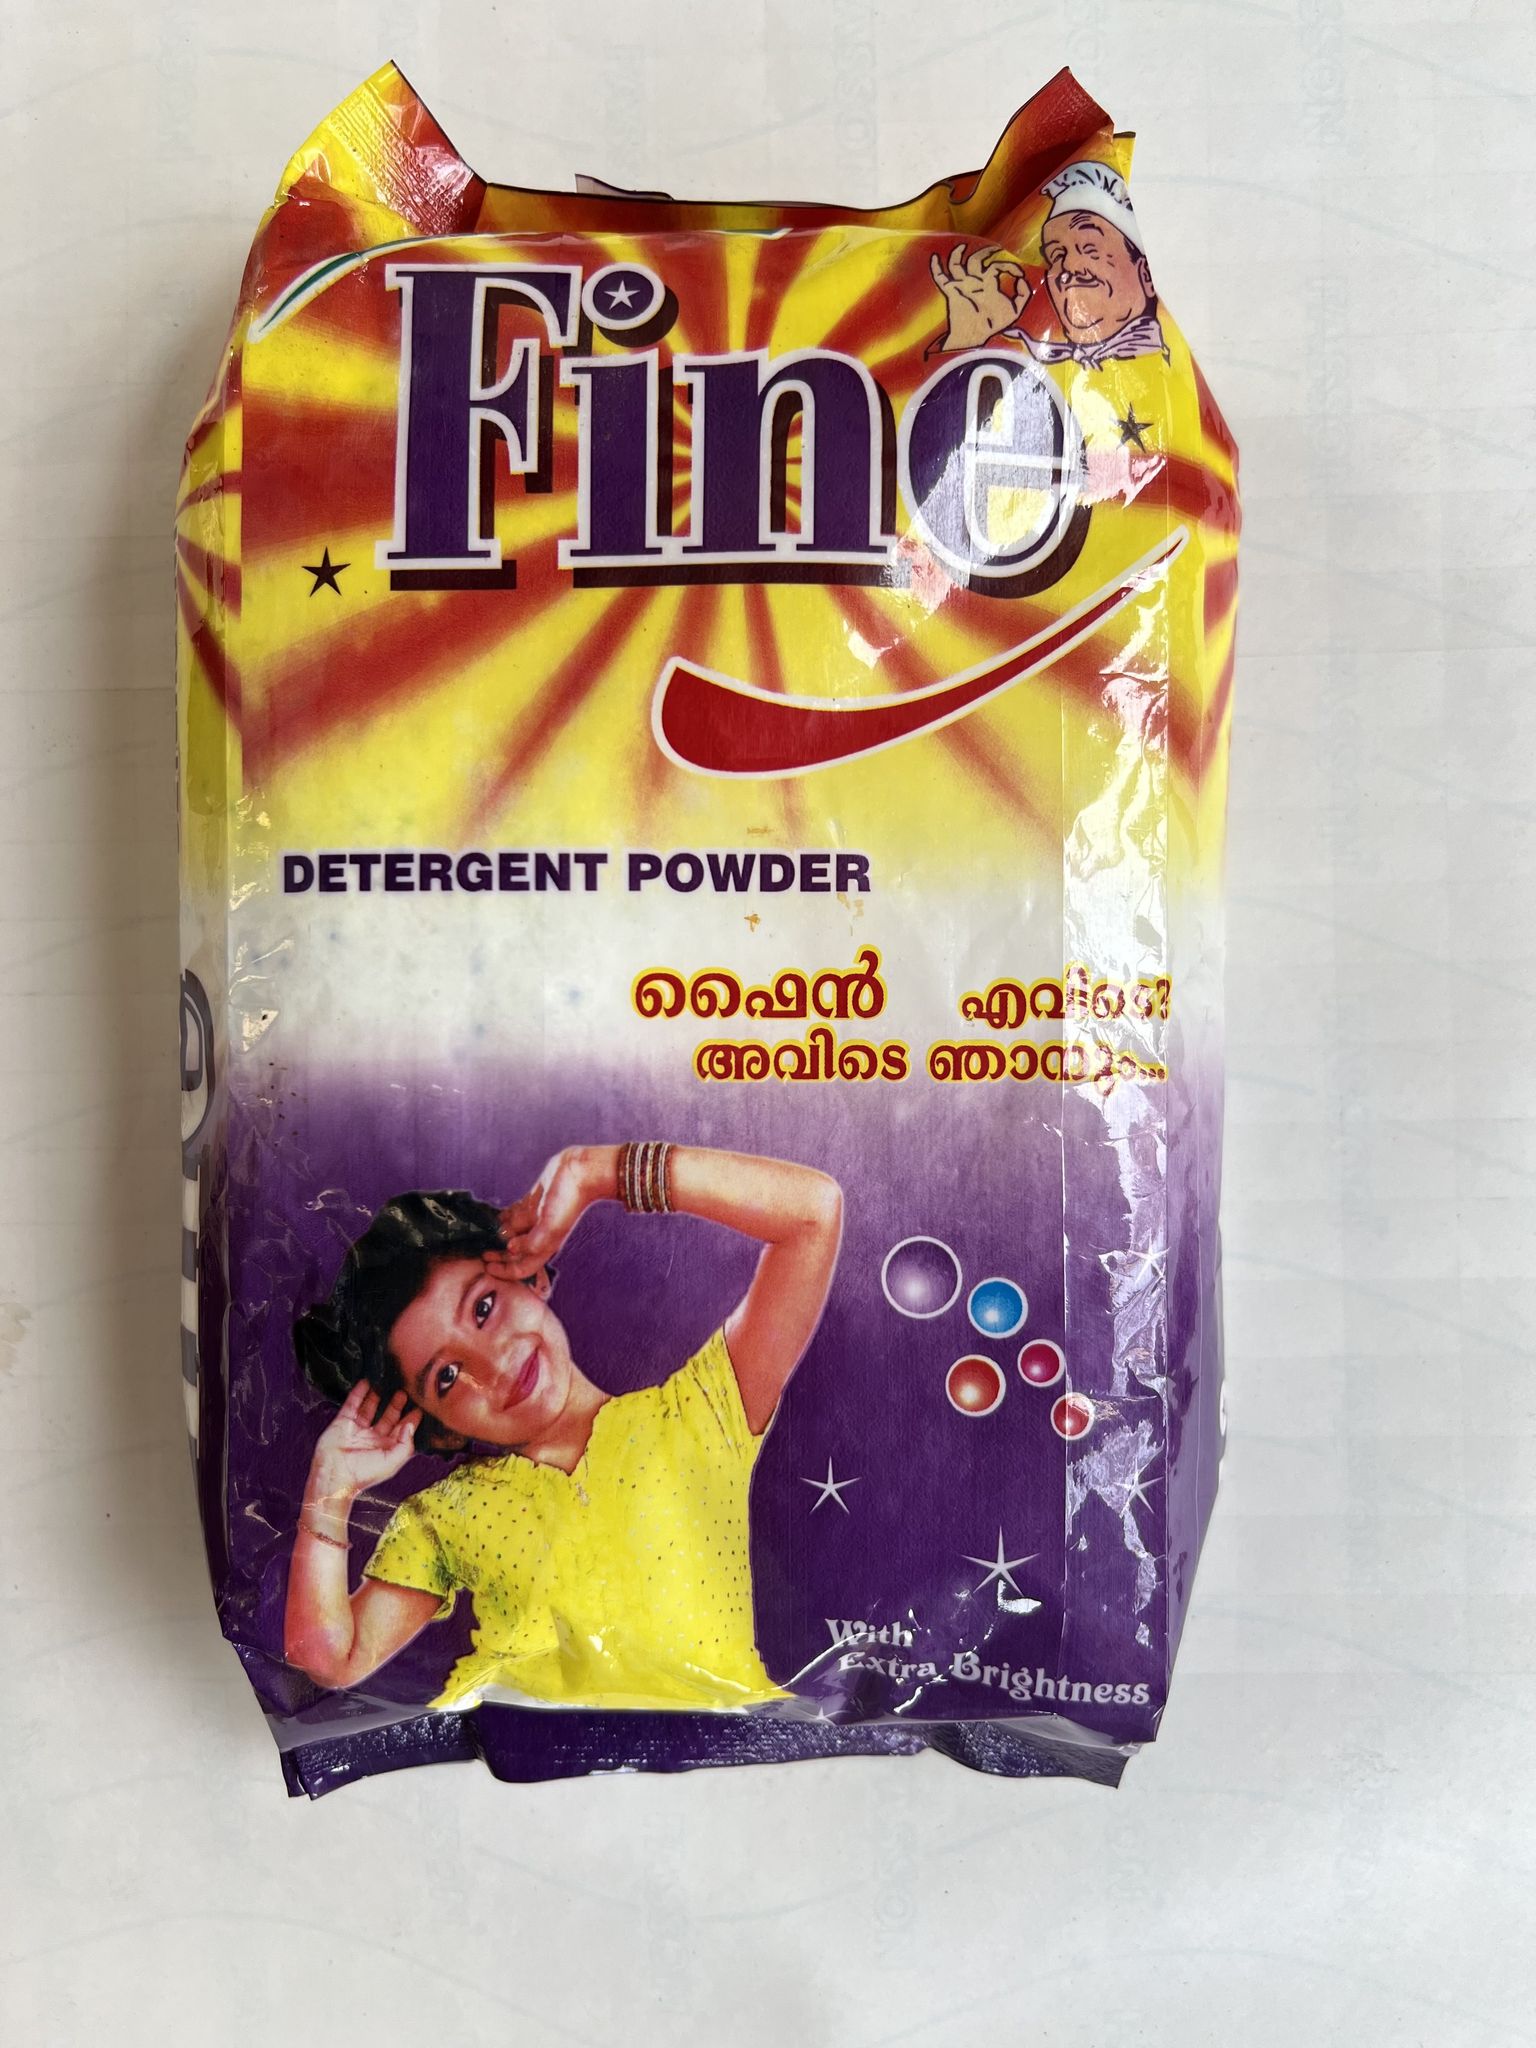 Fine
DETERGENT POWDER
ഫൈൻ എവിടെ?
അവിടെ ഞാനും...
With
Extra Brightness